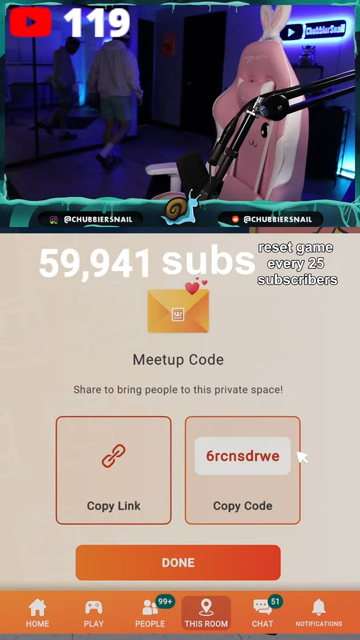 119
ChubbierSnail
@CHUBBIERSNAIL
@CHUBBIERSNAIL
59,941 subs
reset game
every 25
subscribers
Meetup Code
Share to bring people to this private space!
6rcnsdrwe
Copy Link
Copy Code
DONE
99+
51
HOME
PLAY
PEOPLE
THIS ROOM
CHAT
NOTIFICATIONS